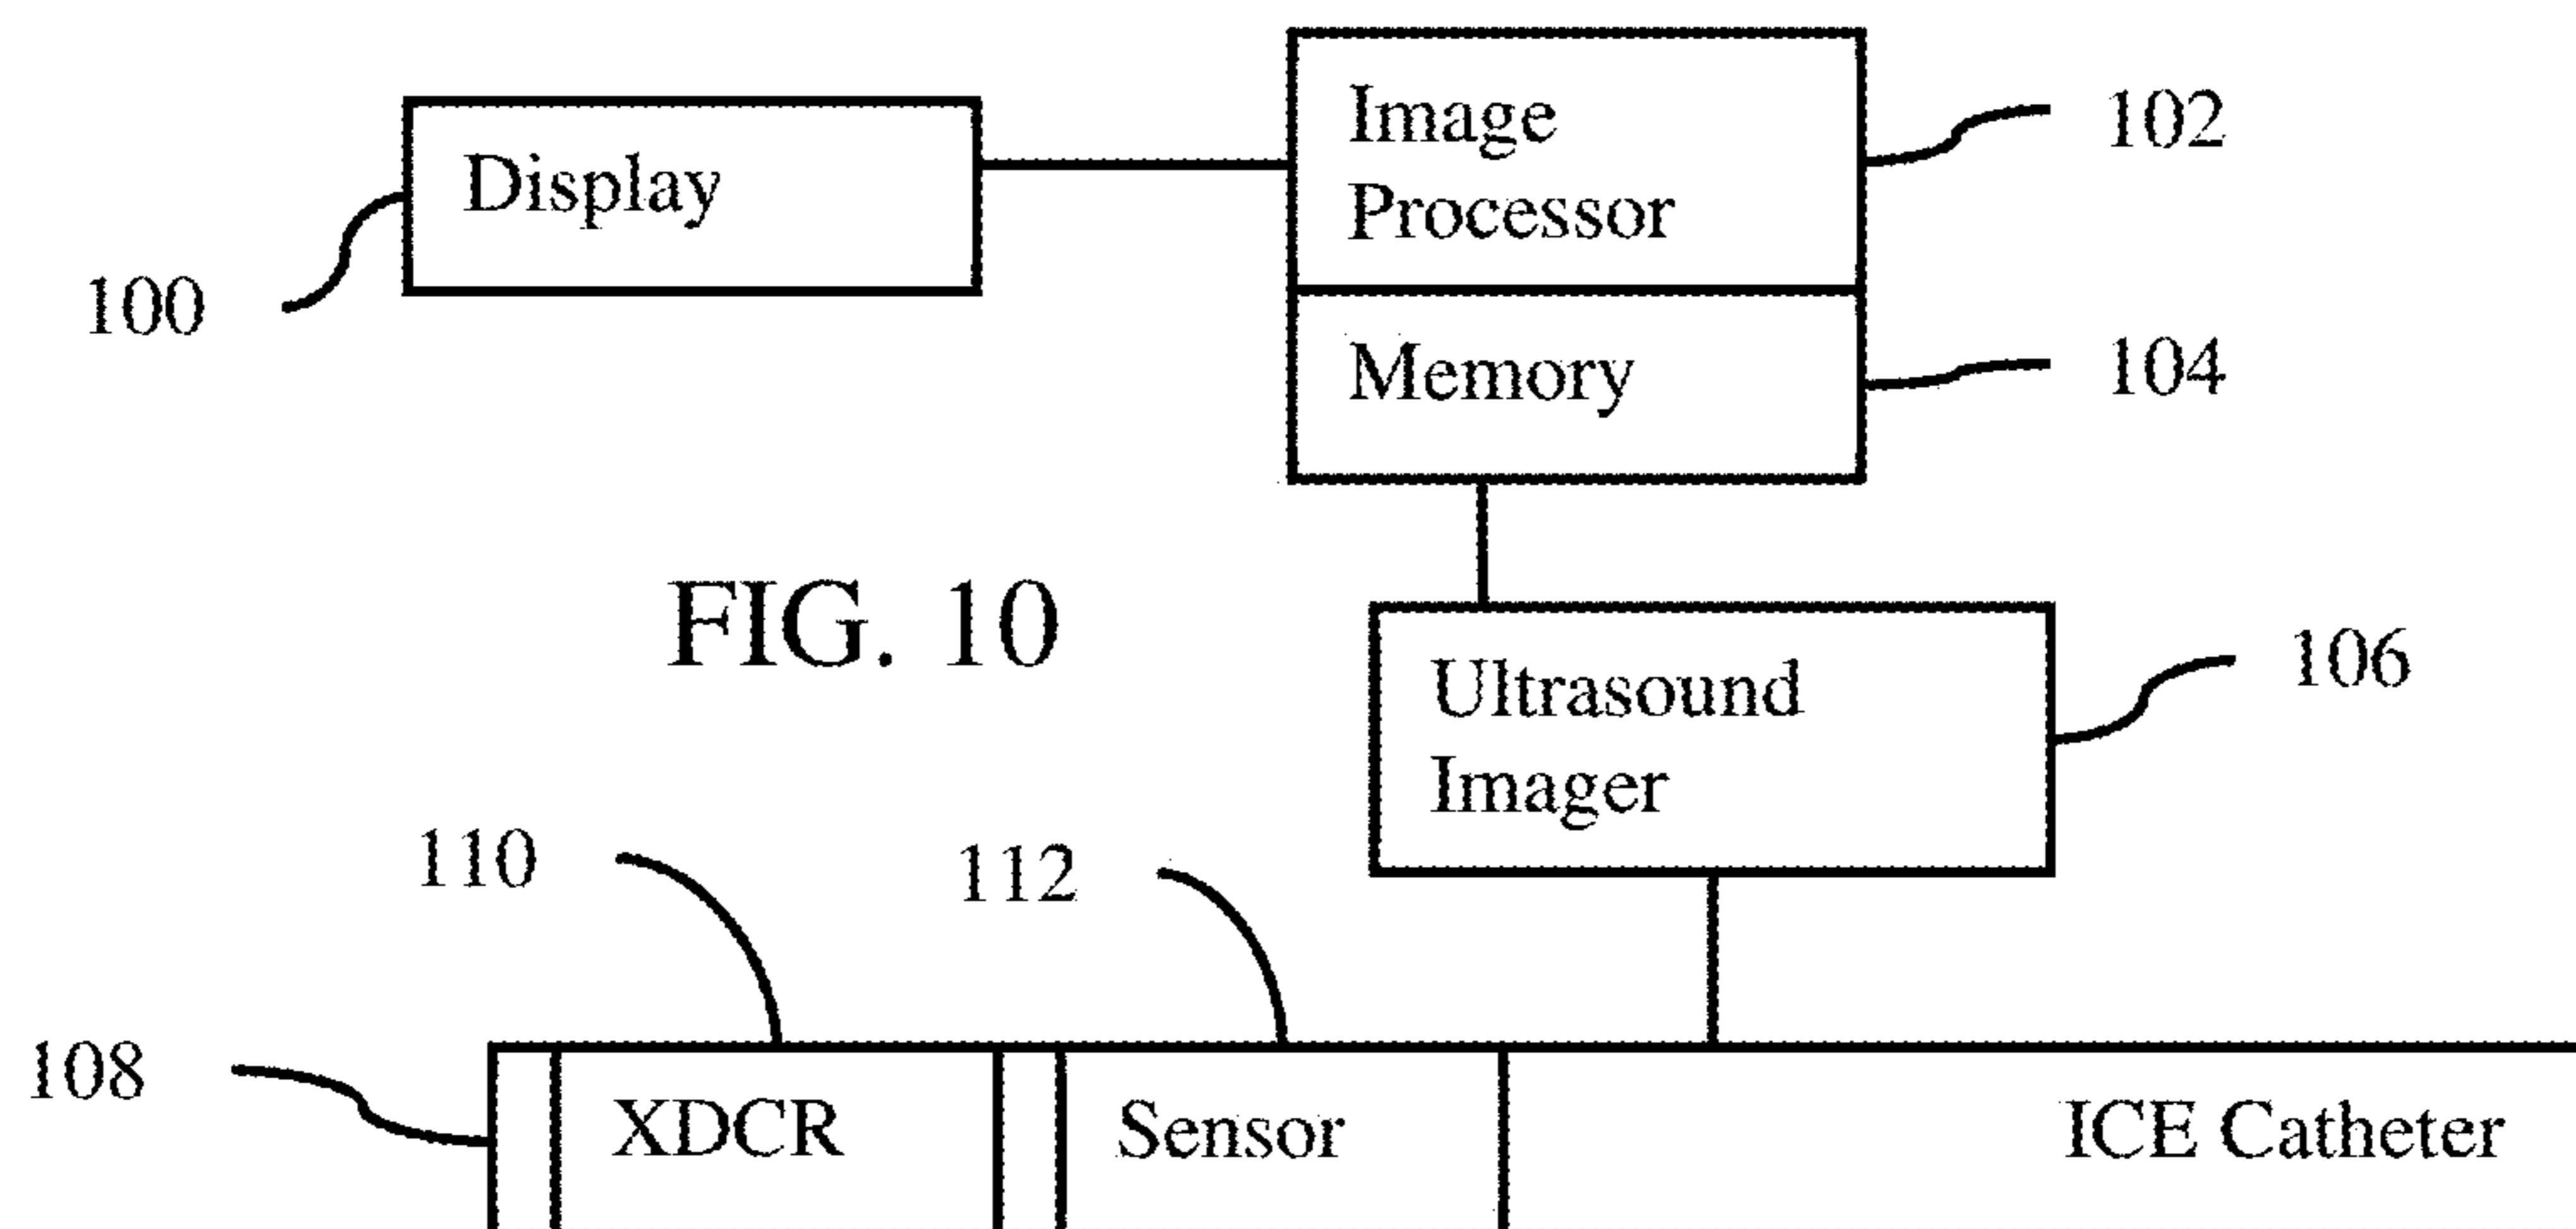 Image
Processor
102
Display
100
Memory
104
FIG. 10
Ultrasound
Imager
106
110
112
108
XDCR
Sensor
ICE Catheter